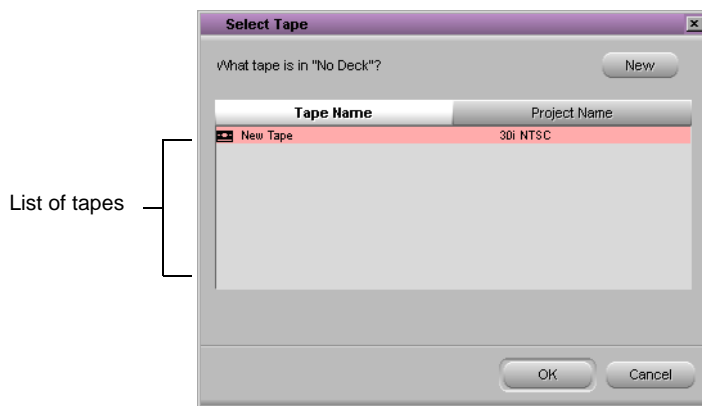 Select Tape
What tape is in "No Deck"?
New
Tape Name Project Name
New Tape 30i NTSC
List of tapes
OK Cancel